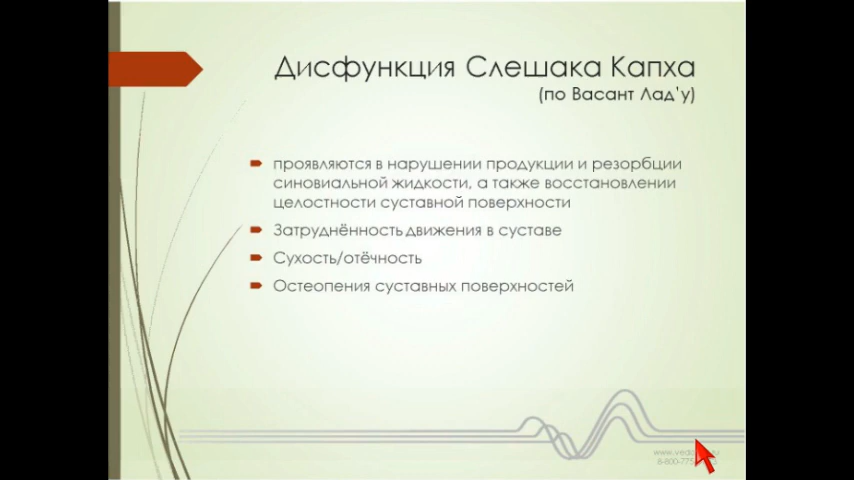 Дисфункция Слешака Капха
(по Васант Лад'у)
проявляются в нарушении продукции и резорбции
синовиальной жидкости, а также восстановлении
целостности суставной поверхности
Затруднённость движения в суставе
Сухость/отёчность
Остеопения суставных поверхностей